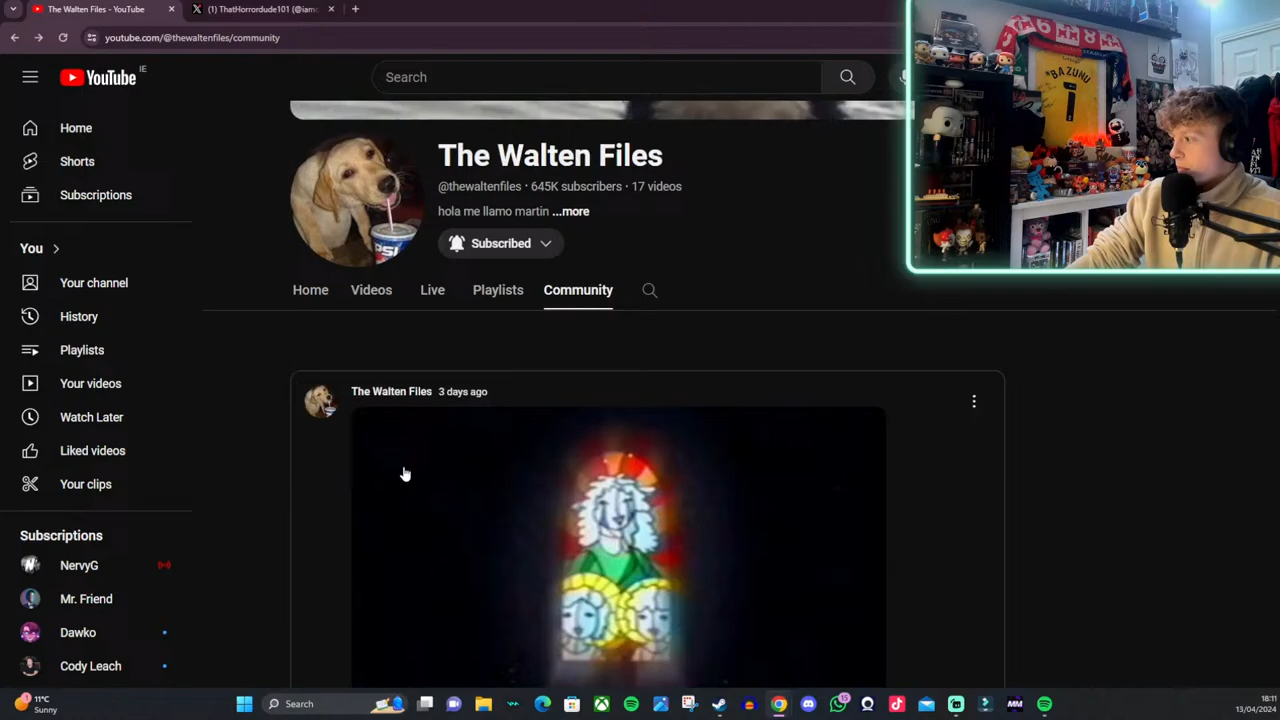 The Walten Files - YouTube
(1) ThatHorrordude101 (@iamc
youtube.com/@thewaltenfiles/community
YouTube IE
Search
Home
Shorts
Subscriptions
You
Your channel
History
Playlists
Your videos
Watch Later
Liked videos
Your clips
Subscriptions
NervyG
Mr. Friend
Dawko
Cody Leach
The Walten Files
@thewaltenfiles · 645K subscribers · 17 videos
hola me llamo martin ...more
Subscribed
Home Videos Live Playlists Community
The Walten Files 3 days ago
BAZUNU
1
11°C
Sunny
Search
15
18:11
13/04/2024